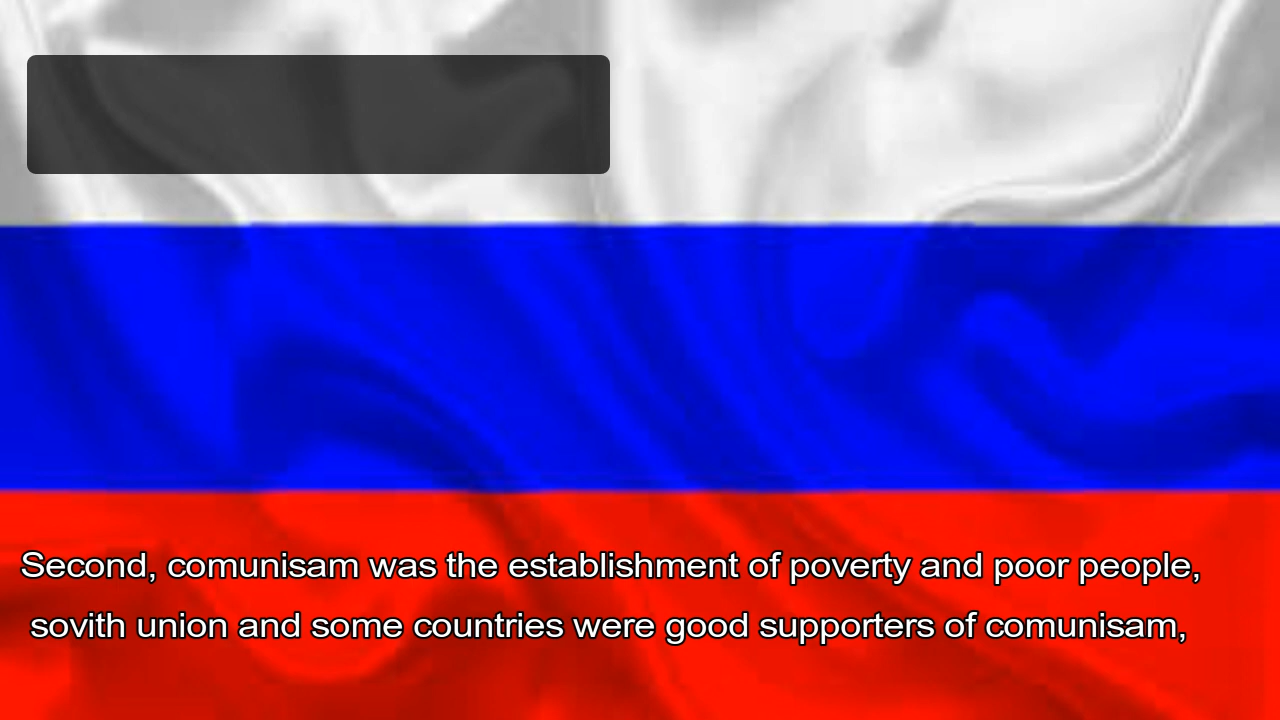 Second, comunisam was the establishment of poverty and poor people,
sovith union and some countries were good supporters of comunisam,